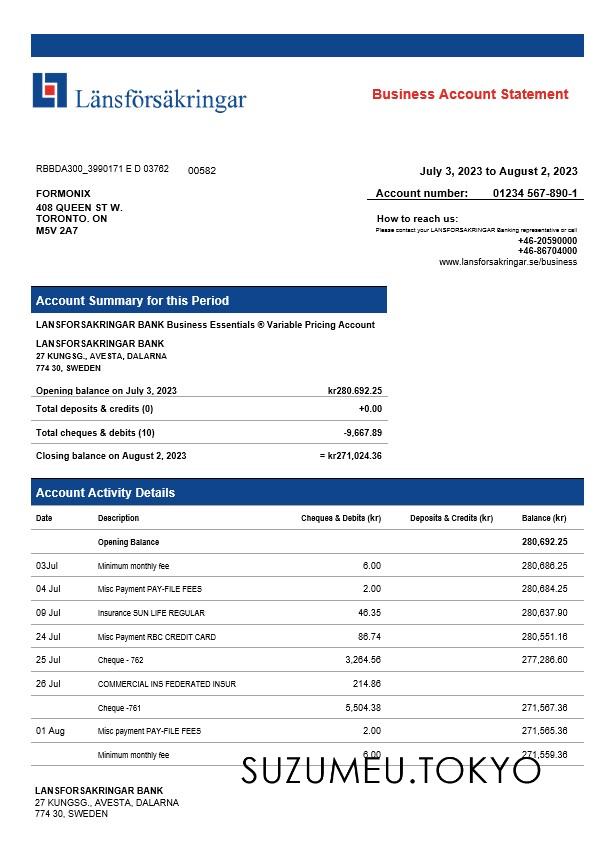 Länsförsäkringar
Business Account Statement
RBBDA300_3990171 E D 03762 00582
July 3, 2023 to August 2, 2023
FORMONIX
Account number: 01234 567-890-1
408 QUEEN ST W.
TORONTO. ON
M5V 2A7
How to reach us:
Please contact your LANSFORSAKRINGAR Banking representative or call
+46-20590000
+46-86704000
www.lansforsakringar.se/business
Account Summary for this Period
LANSFORSAKRINGAR BANK Business Essentials ® Variable Pricing Account
LANSFORSAKRINGAR BANK
27 KUNGSG., AVESTA, DALARNA
774 30, SWEDEN
Opening balance on July 3, 2023 kr280.692.25
Total deposits & credits (0) +0.00
Total cheques & debits (10) -9,667.89
Closing balance on August 2, 2023 = kr271,024.36
Account Activity Details
Date Description Cheques & Debits (kr) Deposits & Credits (kr) Balance (kr)
Opening Balance 280,692.25
03Jul Minimum monthly fee 6.00 280,686.25
04 Jul Misc Payment PAY-FILE FEES 2.00 280,684.25
09 Jul Insurance SUN LIFE REGULAR 46.35 280,637.90
24 Jul Misc Payment RBC CREDIT CARD 86.74 280,551.16
25 Jul Cheque - 762 3,264.56 277,286.60
26 Jul COMMERCIAL INS FEDERATED INSUR 214.86
Cheque -761 5,504.38 271,567.36
01 Aug Misc payment PAY-FILE FEES 2.00 271,565.36
Minimum monthly fee 6.00 271,559.36
SUZUMEU.TOKYO
LANSFORSAKRINGAR BANK
27 KUNGSG., AVESTA, DALARNA
774 30, SWEDEN